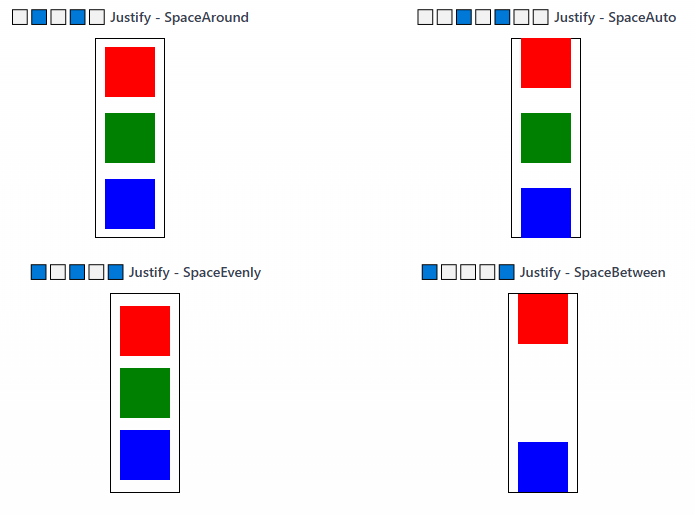 Justify - SpaceAround
Justify - SpaceAuto
Justify - SpaceEvenly
Justify - SpaceBetween